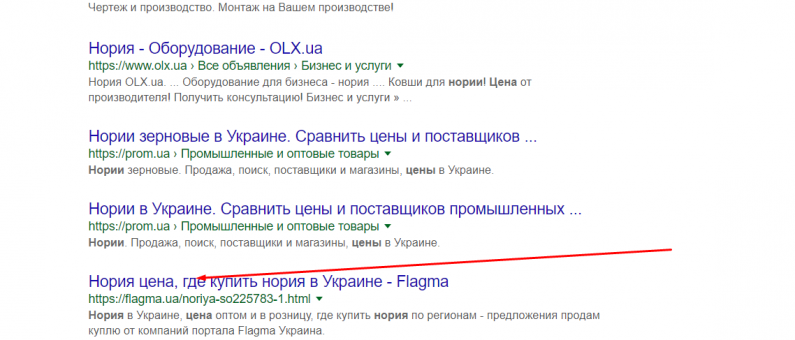 Чертеж и производство. Монтаж на Вашем производстве!
Нория - Оборудование - OLX.ua
https://www.olx.ua › Все объявления › Бизнес и услуги
Нория OLX.ua. ... Оборудование для бизнеса - нория .... Ковши для нории! Цена от
производителя! Получить консультацию! Бизнес и услуги » ...
Нории зерновые в Украине. Сравнить цены и поставщиков ...
https://prom.ua › Промышленные и оптовые товары
Нории зерновые. Продажа, поиск, поставщики и магазины, цены в Украине.
Нории в Украине. Сравнить цены и поставщиков промышленных ...
https://prom.ua › Промышленные и оптовые товары
Нории. Продажа, поиск, поставщики и магазины, цены в Украине.
Нория цена, где купить нория в Украине - Flagma
https://flagma.ua/noriya-so225783-1.html
Нория в Украине, цена оптом и в розницу, где купить нория по регионам - предложения продам
куплю от компаний портала Flagma Украина.